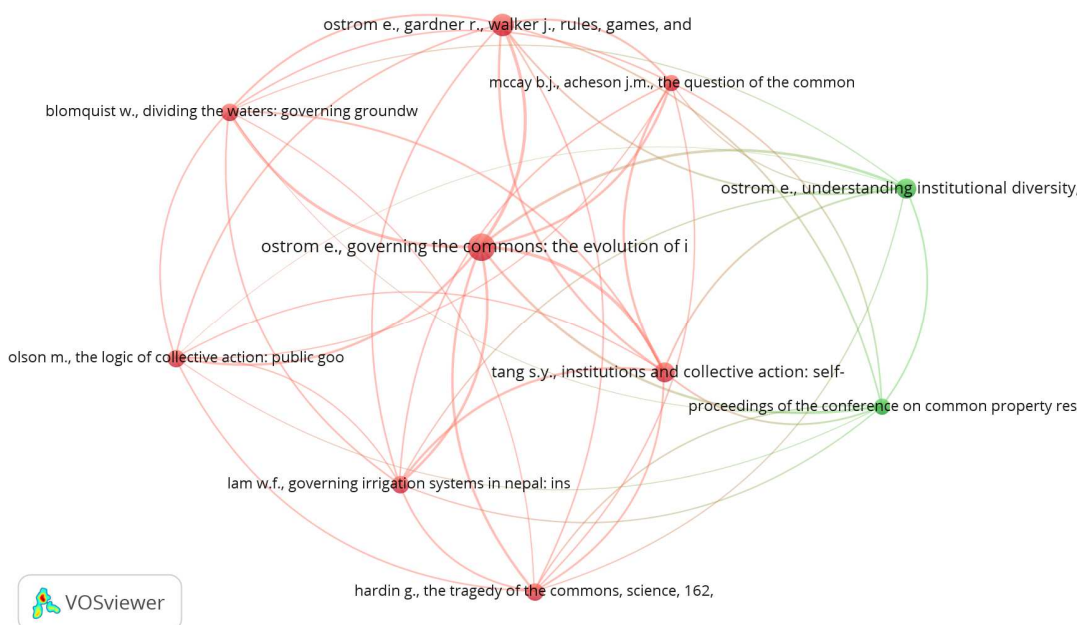 ostrom e., gardner r., walker j., rules, games, and
mccay b.j., acheson j.m., the question of the common
blomquist w., dividing the waters: governing groundw
ostrom e., understanding institutional diversity,
ostrom e., governing the commons: the evolution of i
olson m., the logic of collective action: public goo
tang s.y., institutions and collective action: self-
proceedings of the conference on common property res
lam w.f., governing irrigation systems in nepal: ins
hardin g., the tragedy of the commons, science, 162,
VOSviewer